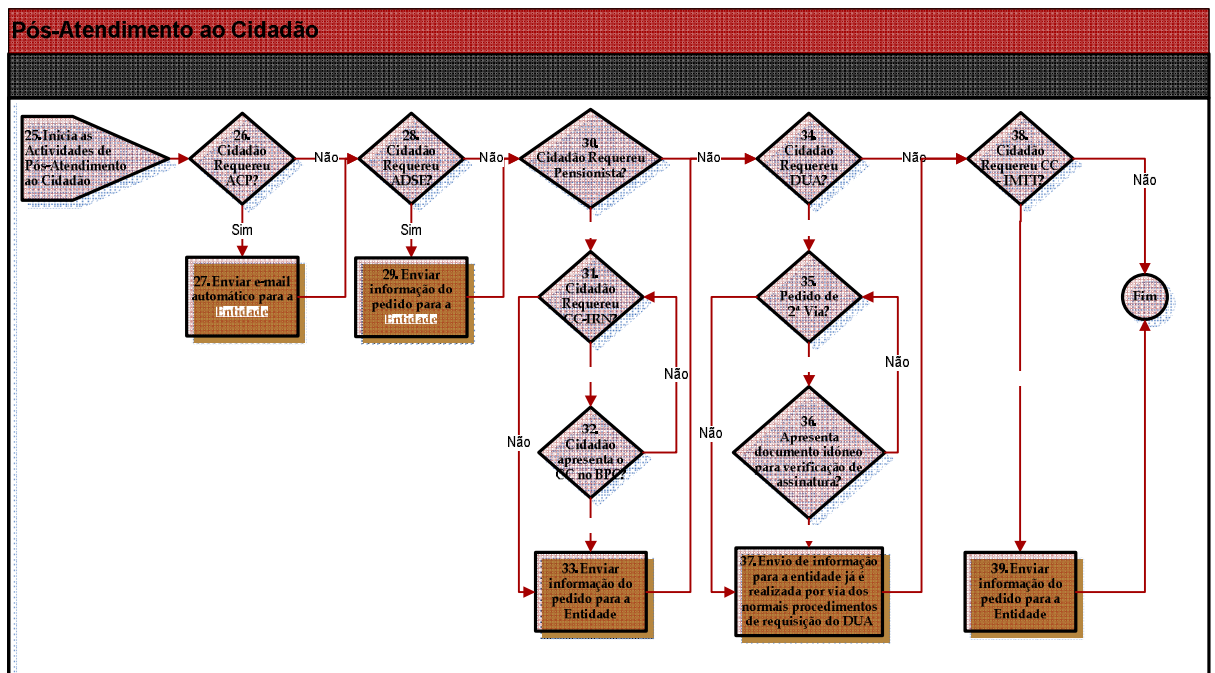 Pós-Atendimento ao Cidadão
25.Inicia as
Actividades de
Pós-Atendimento
ao Cidadão
26.
Cidadão
Requereu
ACP?
Não
28.
Cidadão
Requereu
ADSE?
Não
30.
Cidadão Requereu
Pensionista?
Não
34.
Cidadão
Requereu
DUA?
Não
38.
Cidadão
Requereu CC
-IMTT?
Não
Sim
Sim
27.Enviar e-mail
automático para a
Entidade
29. Enviar
informação do
pedido para a
Entidade
31.
Cidadão
Requereu
CC-IRN?
35.
Pedido de
2ª Via?
Fim
Não
Não
32.
Cidadão
apresenta o
CC no BPC?
Não
36.
Apresenta
documento idóneo
para verificação de
assinatura?
Não
33.Enviar
informação do
pedido para a
Entidade
37.Envio de informação
para a entidade já é
realizada por via dos
normais procedimentos
de requisição do DUA
39.Enviar
informação do
pedido para a
Entidade